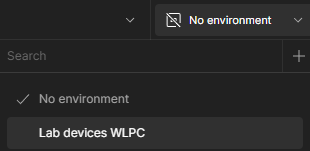 No environment
Search
No environment
Lab devices WLPC